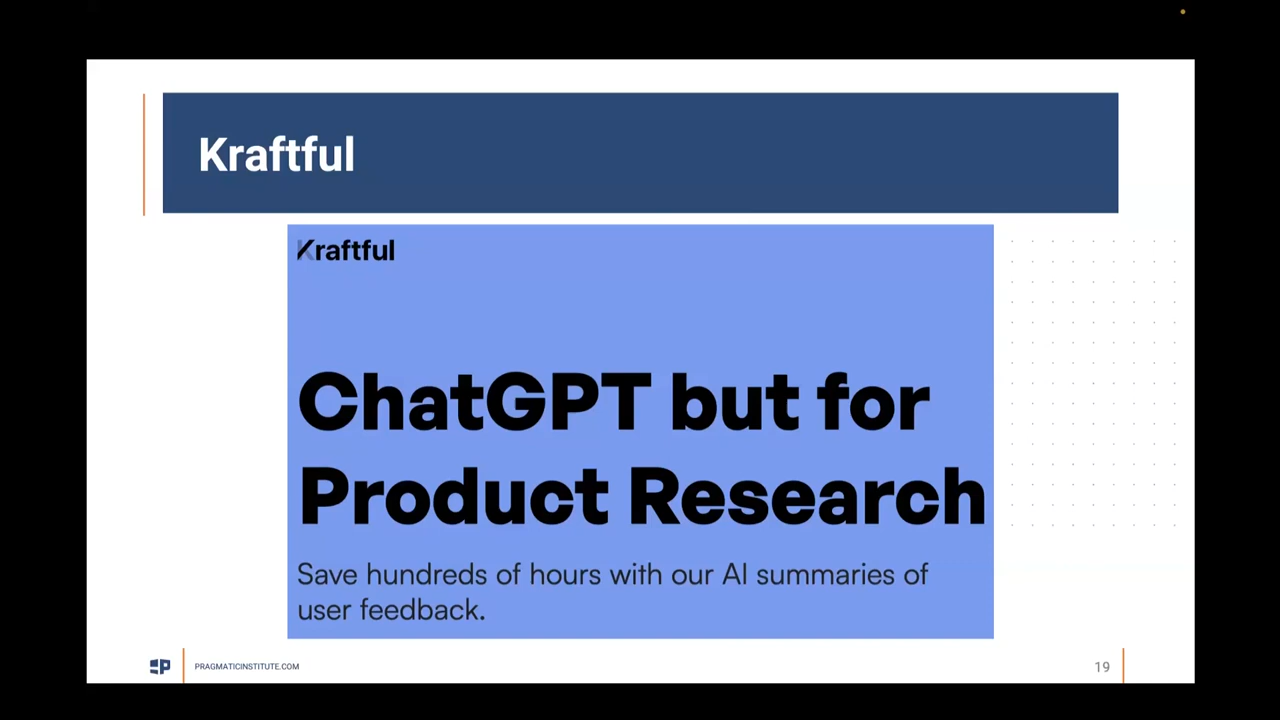 Kraftful
Kraftful
ChatGPT but for
Product Research
Save hundreds of hours with our AI summaries of
user feedback.
PRAGMATICINSTITUTE.COM
19